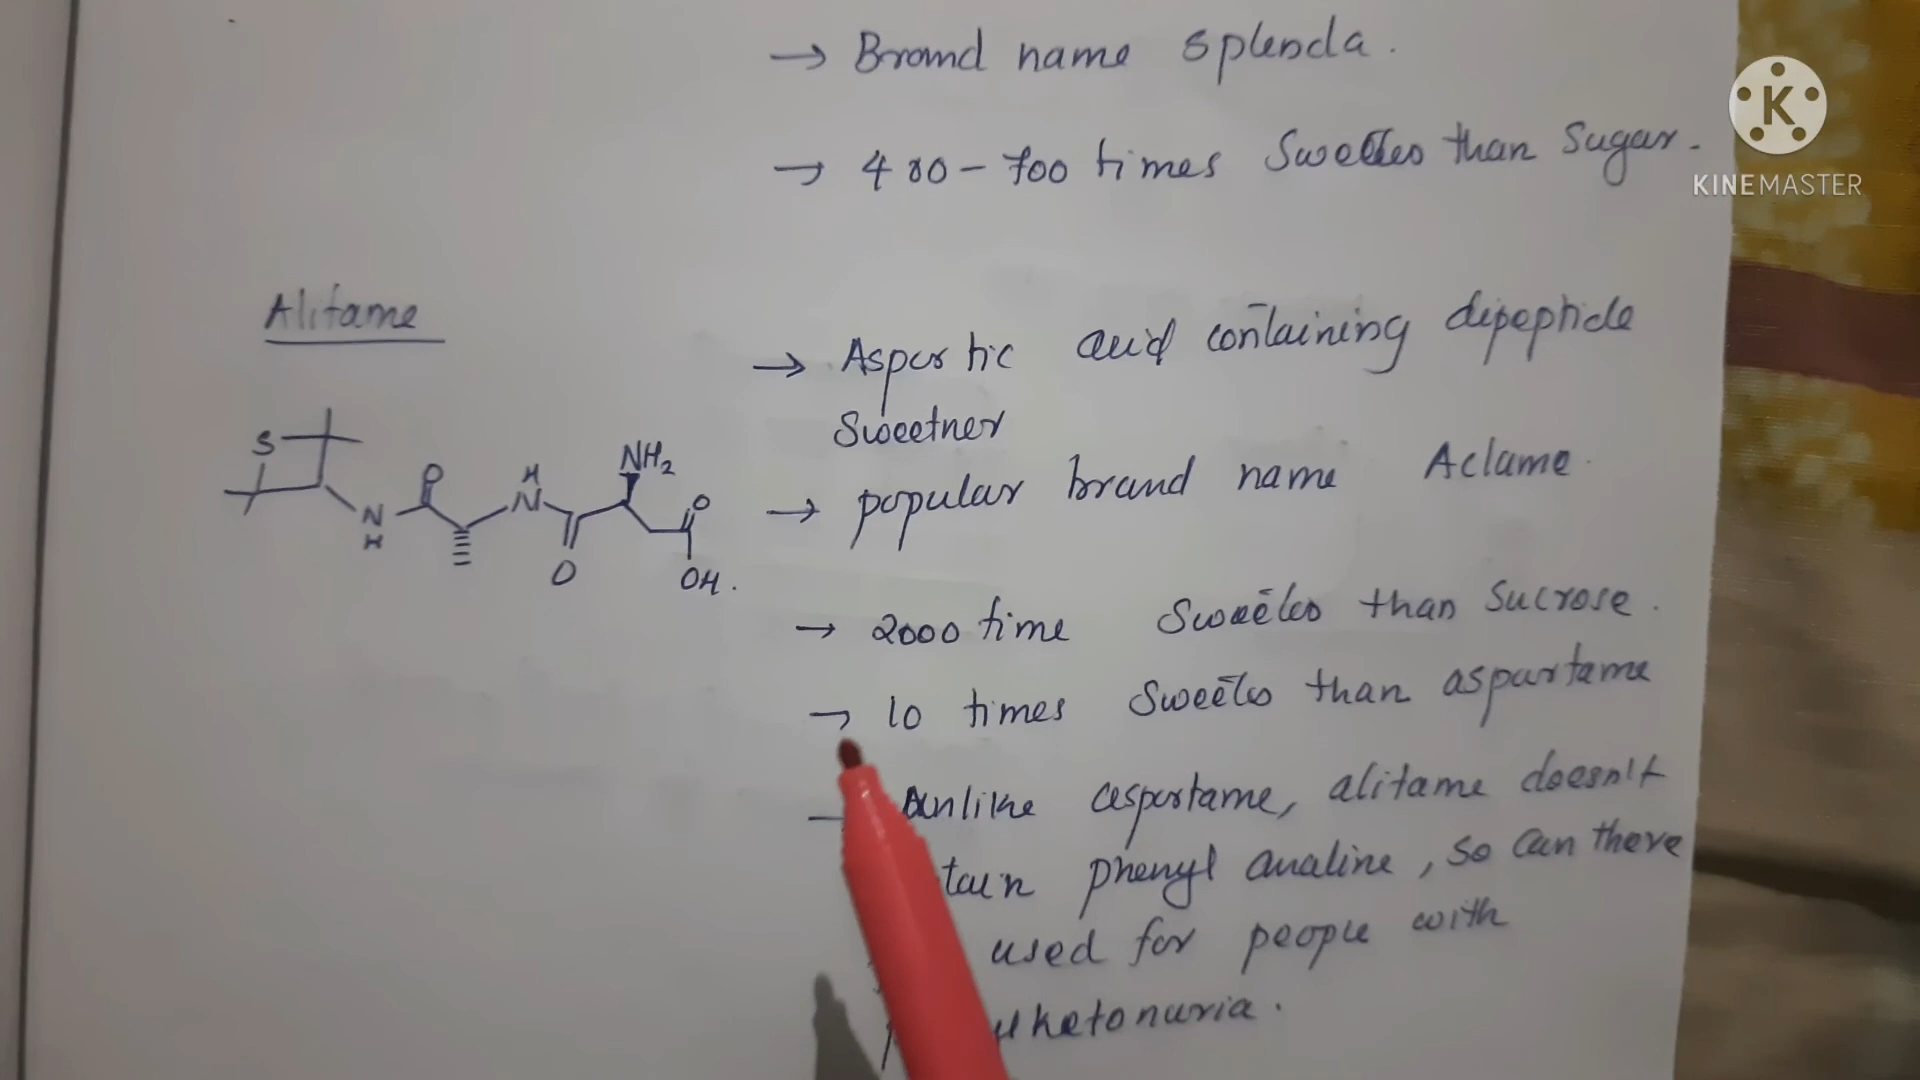 → Brand name Splenda.
→ 480-700 times Sweeter than Sugar.
KINEMASTER
Alitame
→ Aspartic acid containing dipeptide
Sweetner
→ popular brand name Aclame.
→ 2000 time Sweeter than Sucrose.
→ 10 times Sweeter than aspartame
→ unlike aspartame, alitame doesn't
tain phenyl analine, so can there
used for people with
ketonuria.
S
N
H
O
H
N
O
NH2
O
OH.